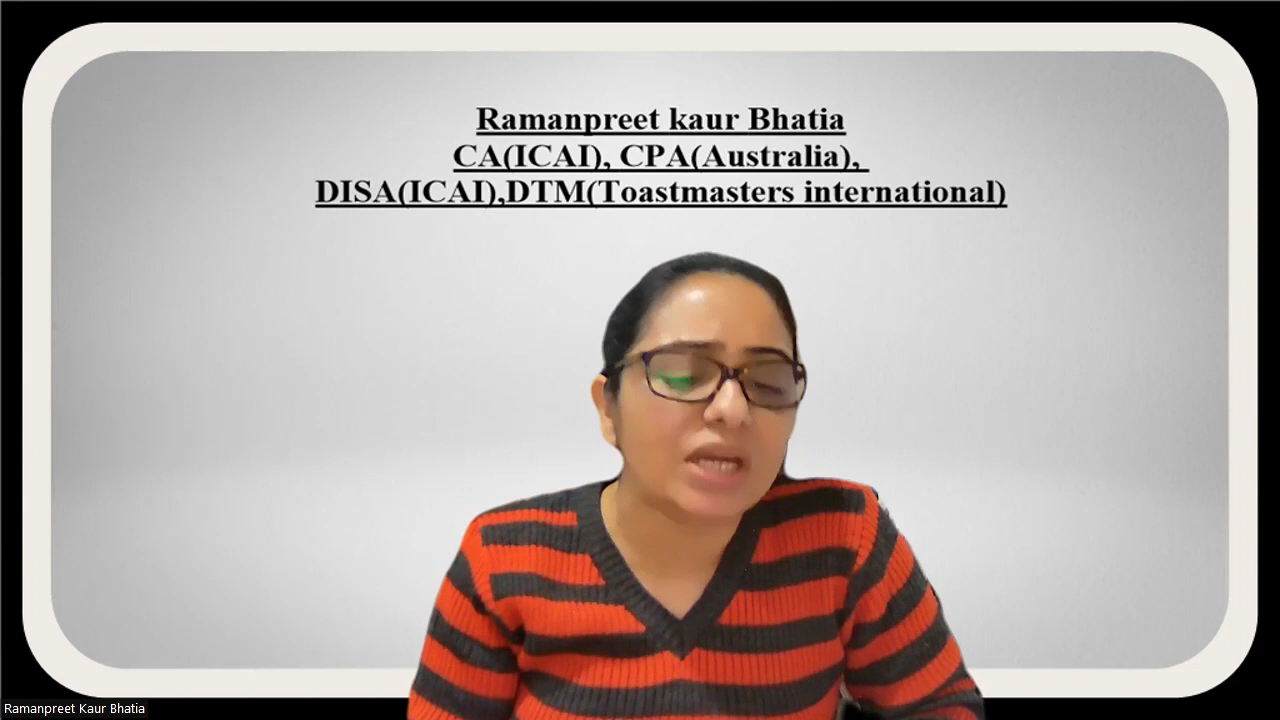 Ramanpreet kaur Bhatia
CA(ICAI), CPA(Australia),
DISA(ICAI),DTM(Toastmasters international)
Ramanpreet Kaur Bhatia